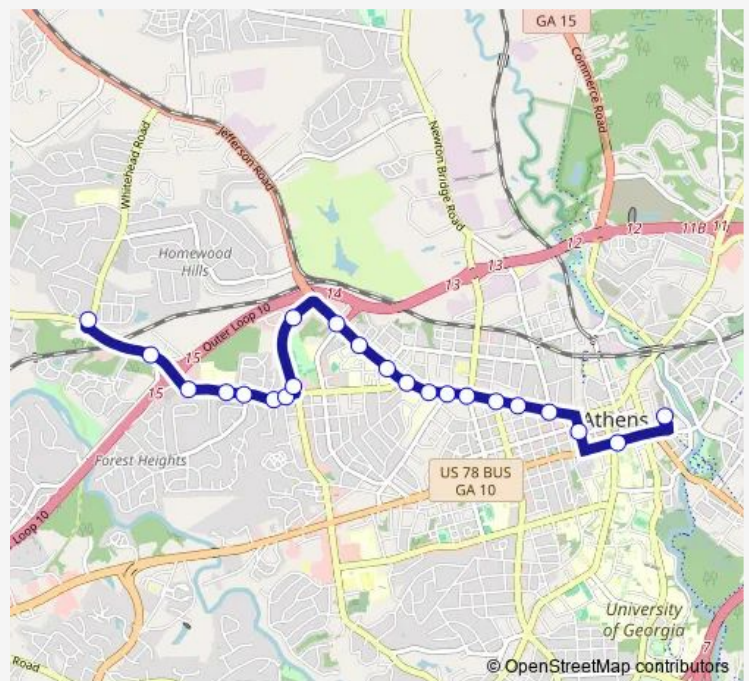 GA 15
Commerce Road
Whitehead Road
Jefferson Road
Newton Bridge Road
12
11B
11
12
13
13
Homewood
Hills
14
Outer Loop 10
15
15
Athens
Forest Heights
US 78 BUS
GA 10
Loop 10
University
of Georgia
7
Road
© OpenStreetMap contributors